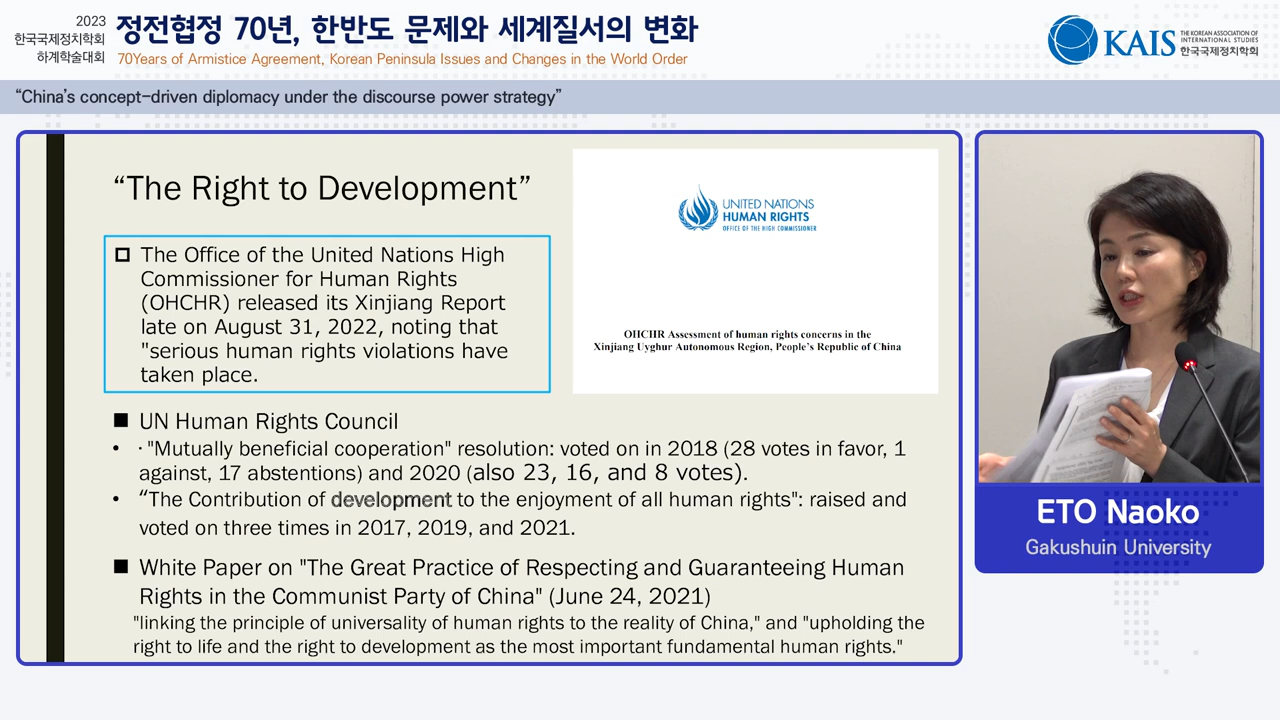 2023
한국국제정치학회
하계학술대회
정전협정 70년, 한반도 문제와 세계질서의 변화
70Years of Armistice Agreement, Korean Peninsula Issues and Changes in the World Order
KAIS
THE KOREAN ASSOCIATION OF
INTERNATIONAL STUDIES
한국국제정치학회
“China’s concept-driven diplomacy under the discourse power strategy”
“The Right to Development”
The Office of the United Nations High
Commissioner for Human Rights
(OHCHR) released its Xinjiang Report
late on August 31, 2022, noting that
"serious human rights violations have
taken place.
UNITED NATIONS
HUMAN RIGHTS
OFFICE OF THE HIGH COMMISSIONER
OHCHR Assessment of human rights concerns in the
Xinjiang Uyghur Autonomous Region, People’s Republic of China
■ UN Human Rights Council
• · "Mutually beneficial cooperation" resolution: voted on in 2018 (28 votes in favor, 1
against, 17 abstentions) and 2020 (also 23, 16, and 8 votes).
• “The Contribution of development to the enjoyment of all human rights": raised and
voted on three times in 2017, 2019, and 2021.
■ White Paper on "The Great Practice of Respecting and Guaranteeing Human
Rights in the Communist Party of China" (June 24, 2021)
"linking the principle of universality of human rights to the reality of China," and "upholding the
right to life and the right to development as the most important fundamental human rights."
ETO Naoko
Gakushuin University